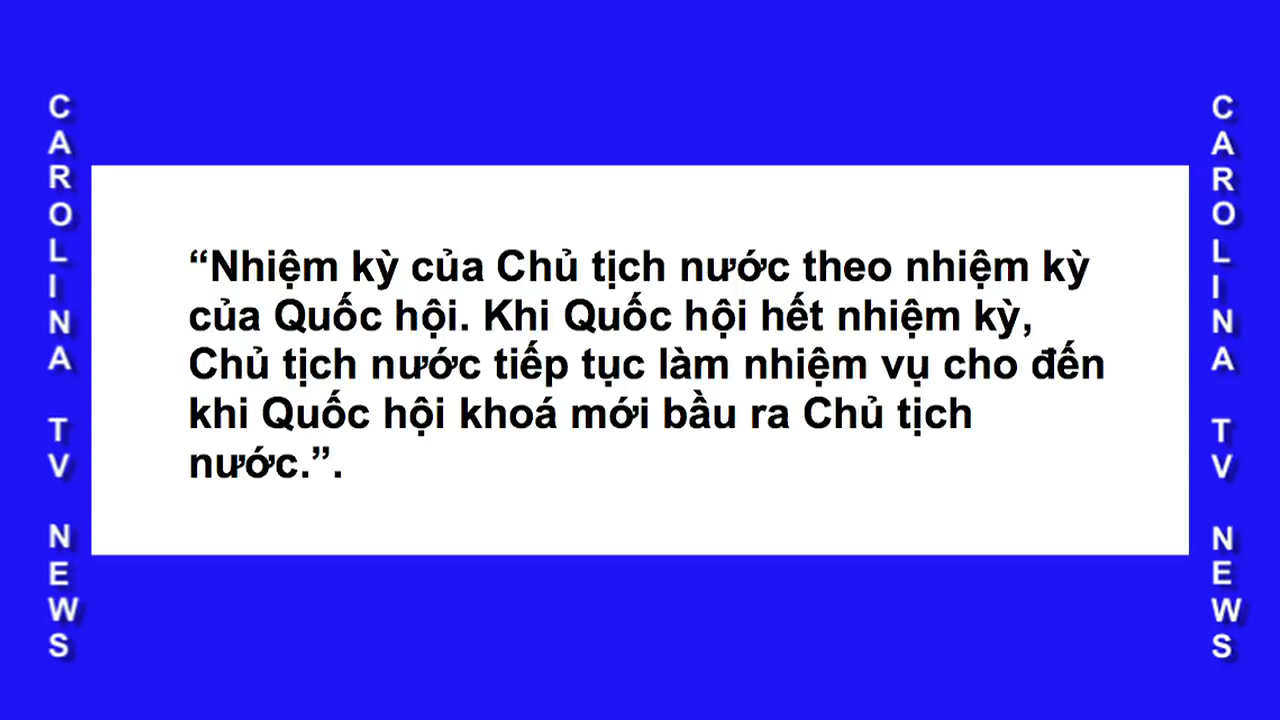 CAROLINA TV NEWS
“Nhiệm kỳ của Chủ tịch nước theo nhiệm kỳ
của Quốc hội. Khi Quốc hội hết nhiệm kỳ,
Chủ tịch nước tiếp tục làm nhiệm vụ cho đến
khi Quốc hội khoá mới bầu ra Chủ tịch
nước.”.
CAROLINA TV NEWS